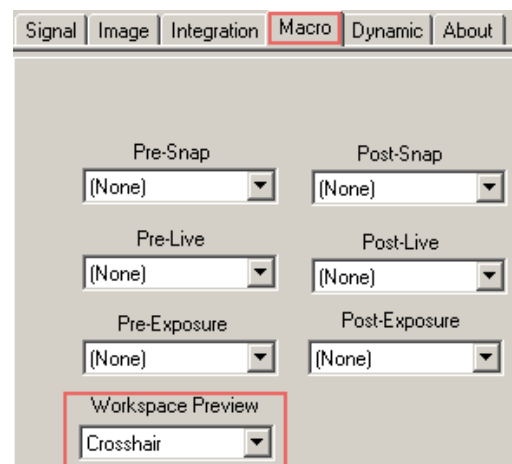 Signal Image Integration Macro Dynamic About
Pre-Snap Post-Snap
(None) (None)
Pre-Live Post-Live
(None) (None)
Pre-Exposure Post-Exposure
(None) (None)
Workspace Preview
Crosshair